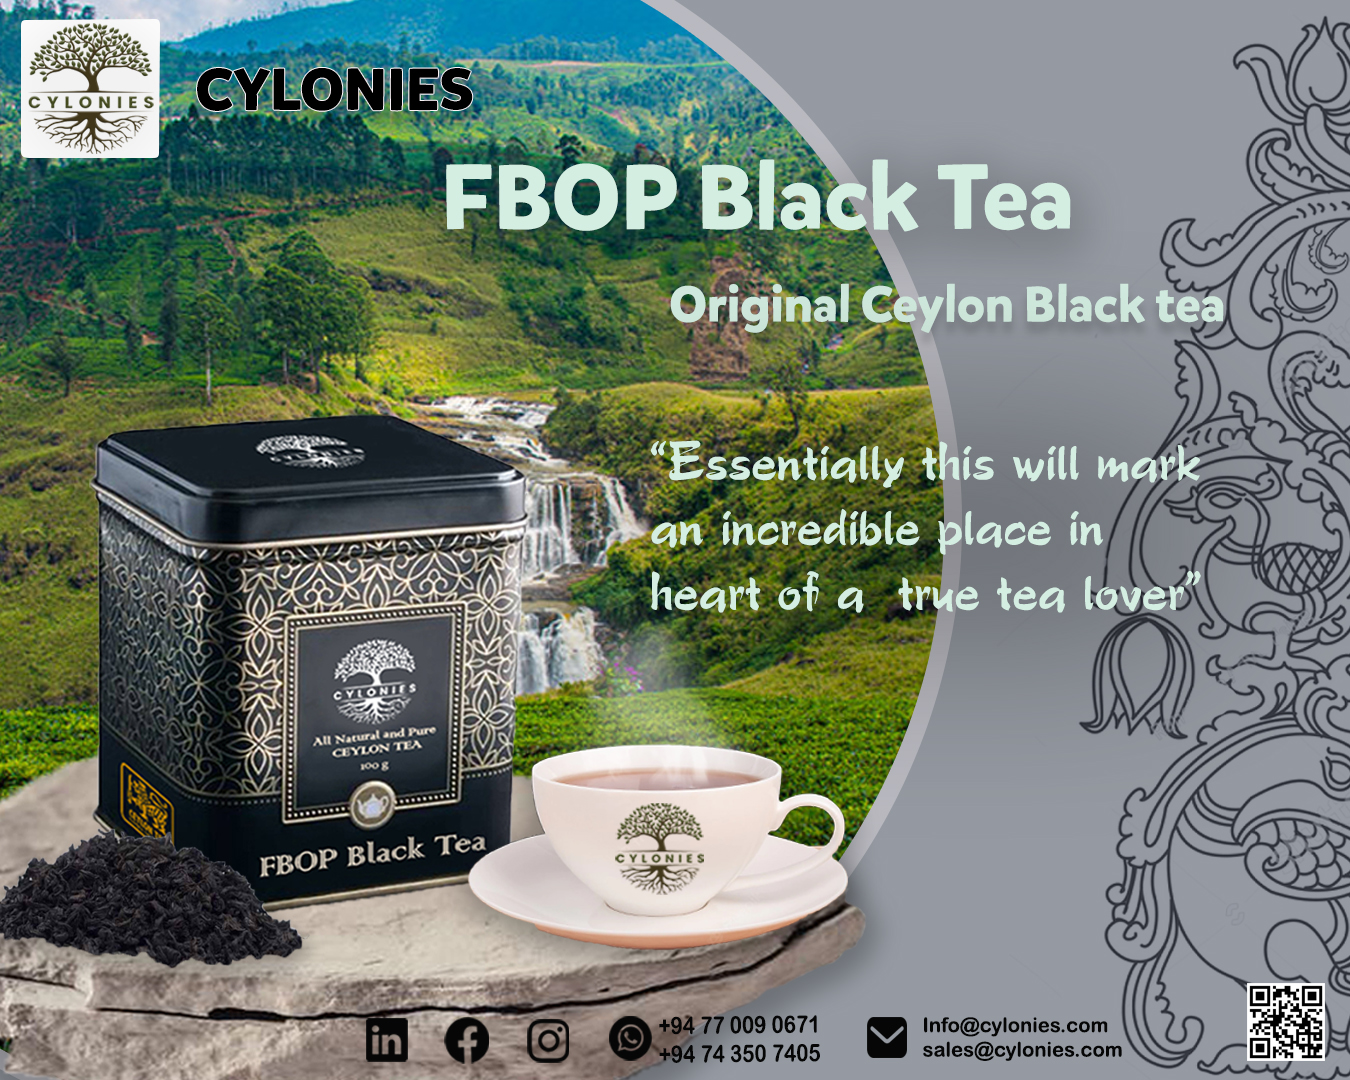 CYLONIES
CYLONIES
FBOP Black Tea
Original Ceylon Black tea
“Essentially this will mark
an incredible place in
heart of a true tea lover”
CYLONIES
CYLONIES
All Natural and Pure
CEYLON TEA
100 g
FBOP Black Tea
CYLONIES
+94 77 009 0671
+94 74 350 7405
Info@cylonies.com
sales@cylonies.com